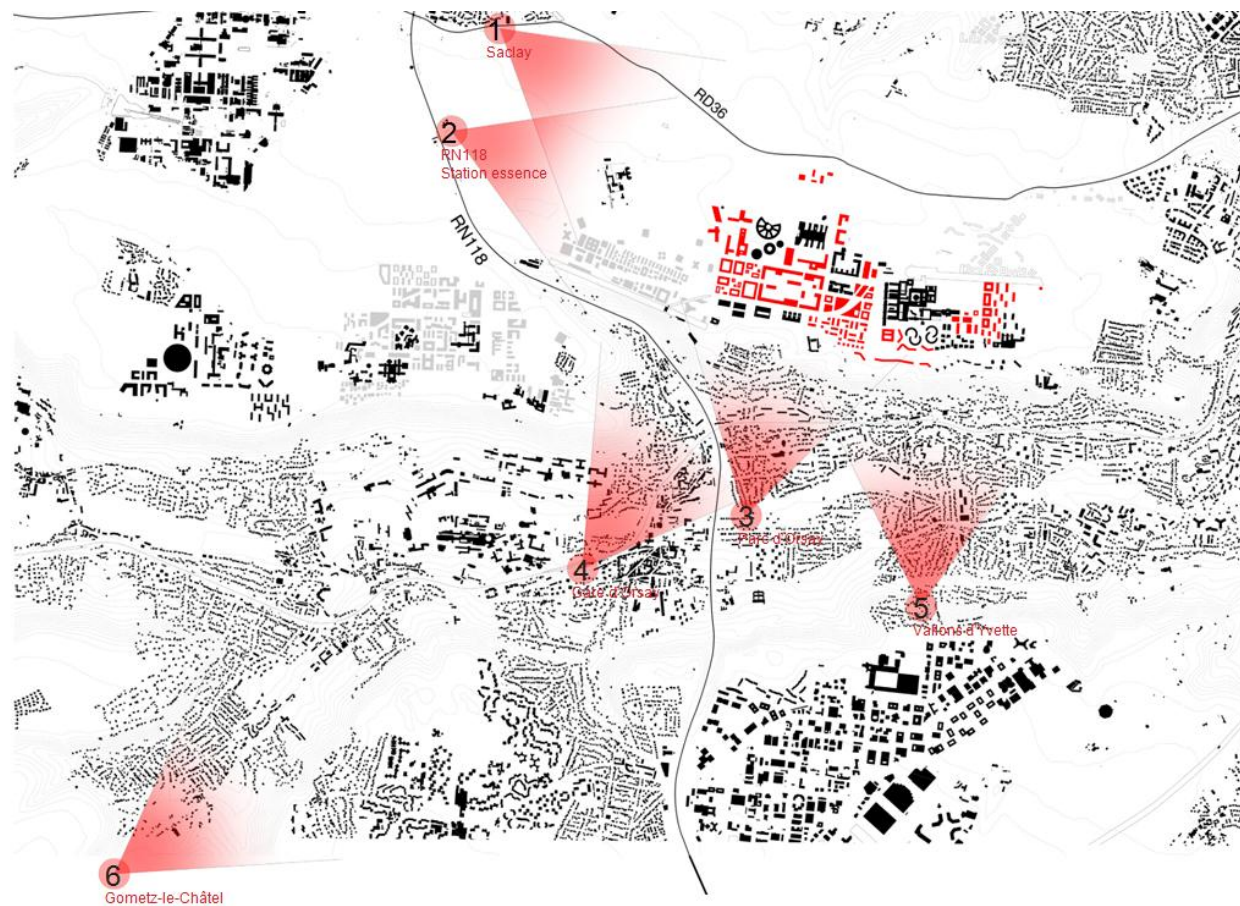 1
Saclay
RD36
2
RN118
Station essence
RN118
3
Parc d'Orsay
4
Gare d'Orsay
5
Vallons d'Yvette
6
Gometz-le-Châtel